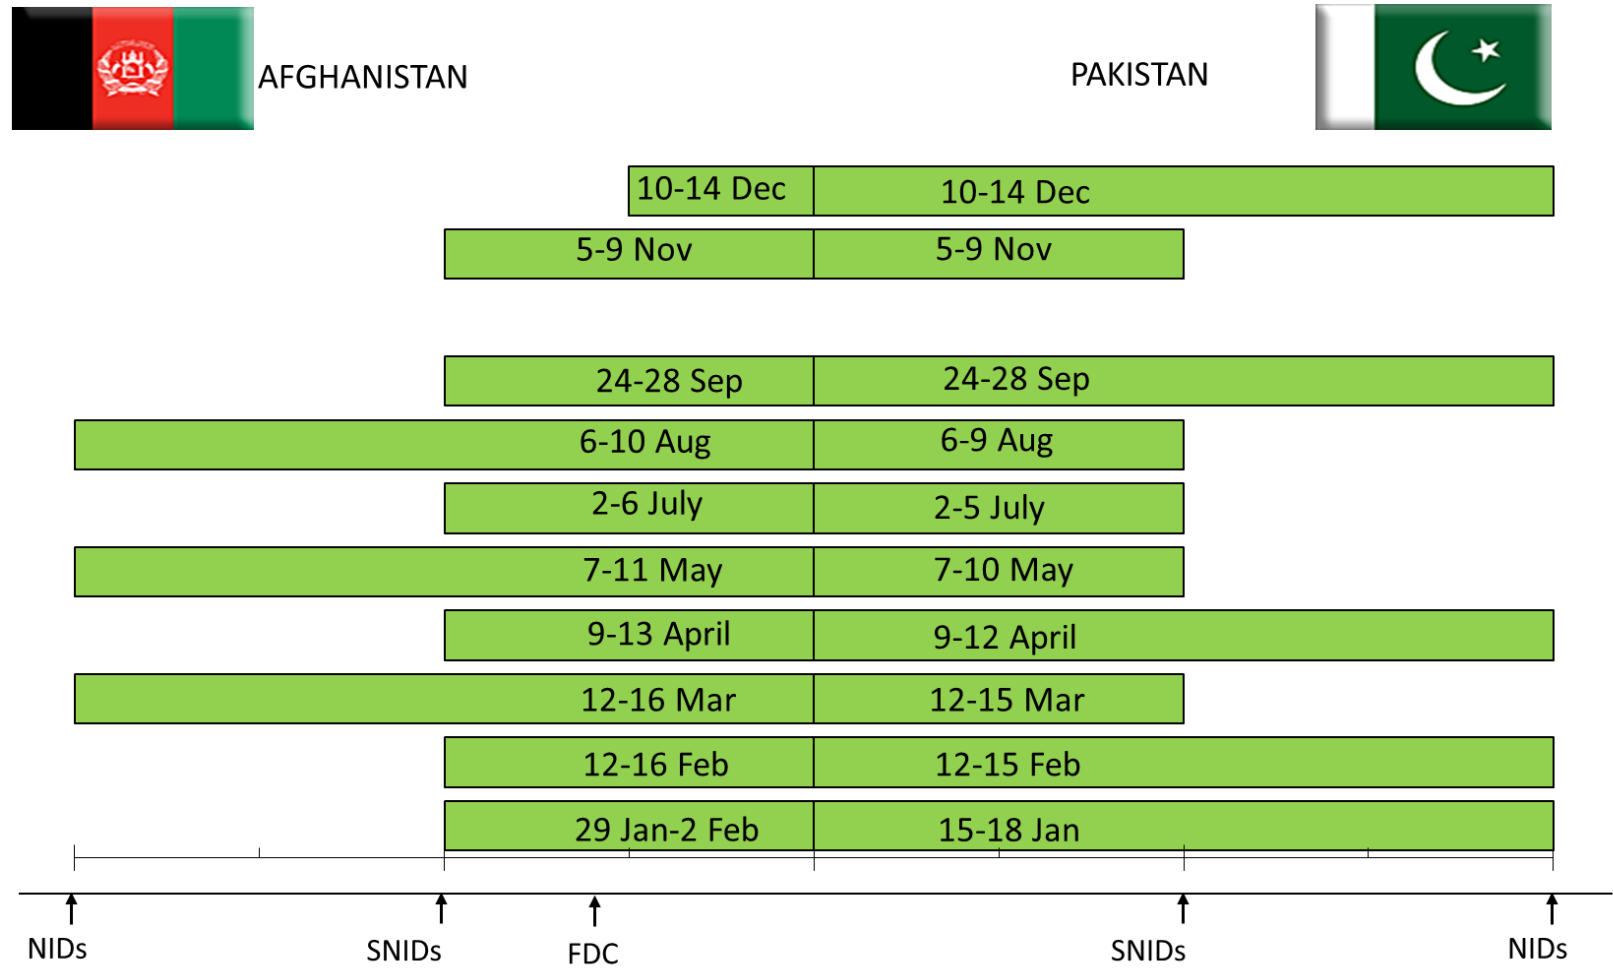 AFGHANISTAN
PAKISTAN
10-14 Dec
10-14 Dec
5-9 Nov
5-9 Nov
24-28 Sep
24-28 Sep
6-10 Aug
6-9 Aug
2-6 July
2-5 July
7-11 May
7-10 May
9-13 April
9-12 April
12-16 Mar
12-15 Mar
12-16 Feb
12-15 Feb
29 Jan-2 Feb
15-18 Jan
NIDs
SNIDs
FDC
SNIDs
NIDs